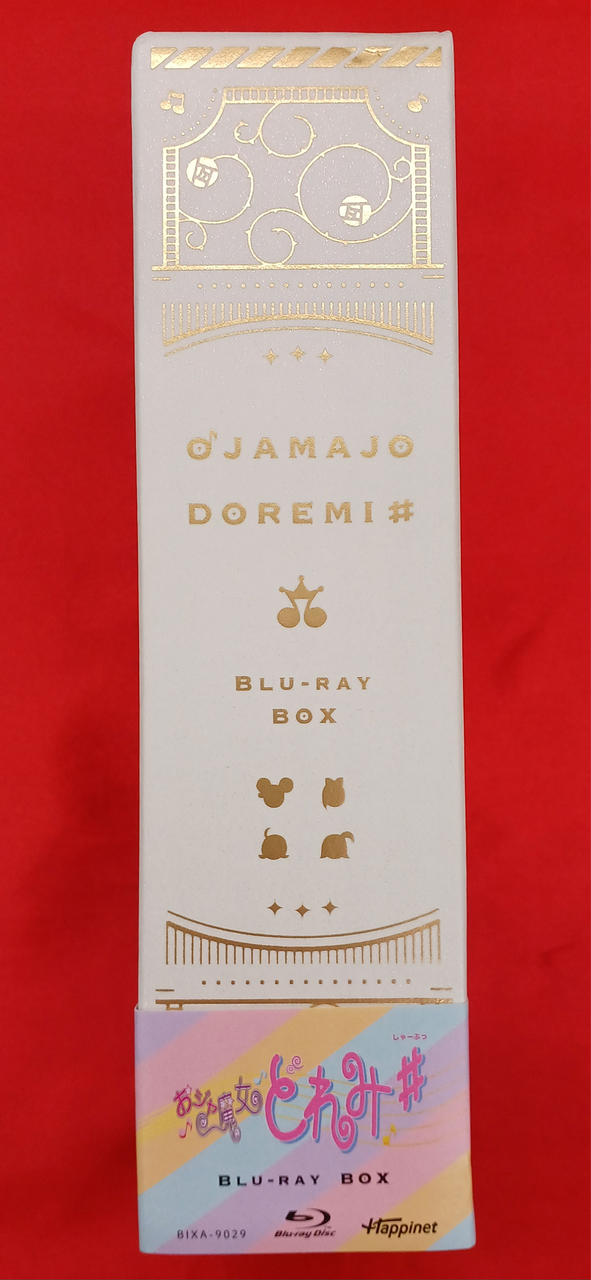 OJAMAJO
DOREMI#
BLU-RAY
BOX
しゃーぷっ
おジャ魔女どれみ#
BLU-RAY BOX
BIXA-9029
Blu-ray Disc
Happinet